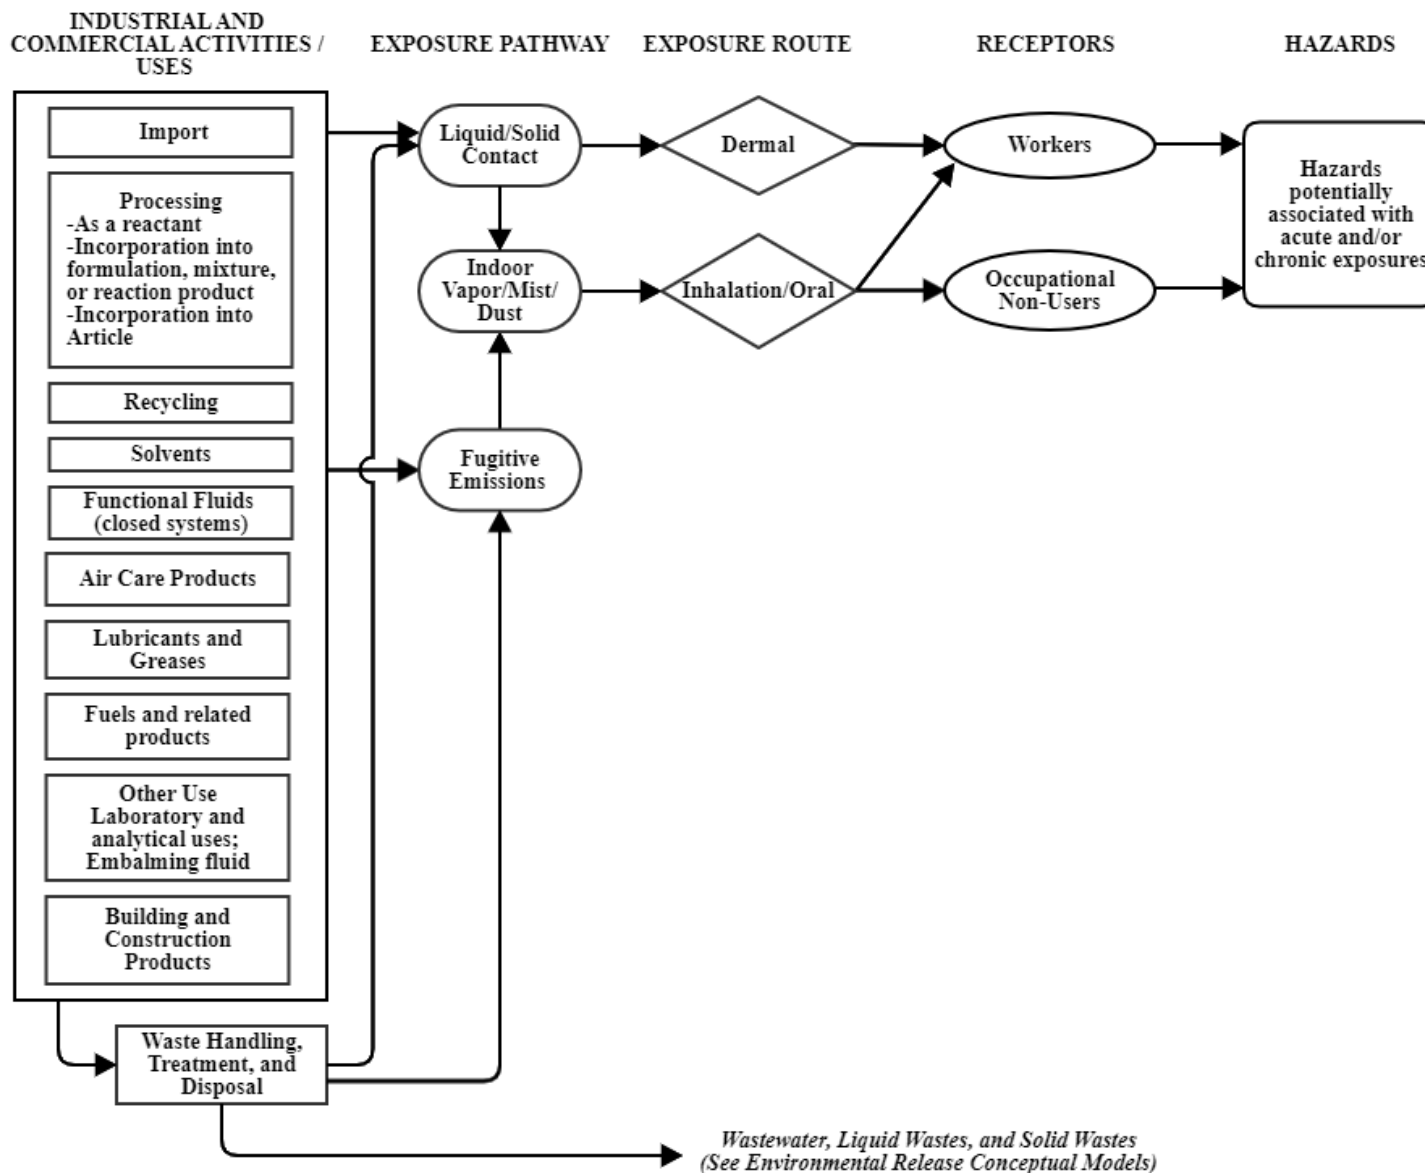 INDUSTRIAL AND
COMMERCIAL ACTIVITIES /
USES
EXPOSURE PATHWAY
EXPOSURE ROUTE
RECEPTORS
HAZARDS
Import
Processing
-As a reactant
-Incorporation into
formulation, mixture,
or reaction product
-Incorporation into
Article
Recycling
Solvents
Functional Fluids
(closed systems)
Air Care Products
Lubricants and
Greases
Fuels and related
products
Other Use
Laboratory and
analytical uses;
Embalming fluid
Building and
Construction
Products
Waste Handling,
Treatment, and
Disposal
Liquid/Solid
Contact
Indoor
Vapor/Mist/
Dust
Fugitive
Emissions
Dermal
Inhalation/Oral
Workers
Occupational
Non-Users
Hazards
potentially
associated with
acute and/or
chronic exposures
Wastewater, Liquid Wastes, and Solid Wastes
(See Environmental Release Conceptual Models)